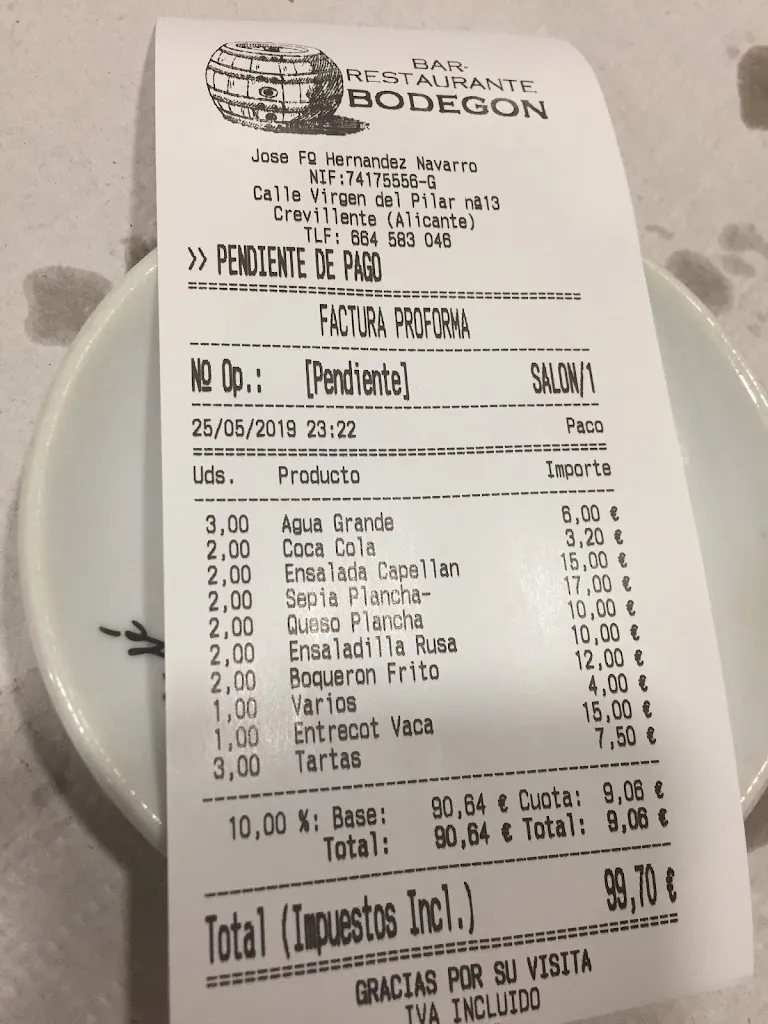 BAR-
RESTAURANTE
BODEGON
Jose Fº Hernandez Navarro
NIF:74175556-G
Calle Virgen del Pilar nª13
Crevillente (Alicante)
TLF: 664 583 046
>> PENDIENTE DE PAGO
FACTURA PROFORMA
Nº Op.: [Pendiente] SALON/1
25/05/2019 23:22 Paco
Uds. Producto Importe
3,00 Agua Grande 6,00 €
2,00 Coca Cola 3,20 €
2,00 Ensalada Capellan 15,00 €
2,00 Sepia Plancha- 17,00 €
2,00 Queso Plancha 10,00 €
2,00 Ensaladilla Rusa 10,00 €
2,00 Boqueron Frito 12,00 €
1,00 Varios 4,00 €
1,00 Entrecot Vaca 15,00 €
3,00 Tartas 7,50 €
10,00 %: Base: 90,64 € Cuota: 9,06 €
Total: 90,64 € Total: 9,06 €
Total (Impuestos Incl.) 99,70 €
GRACIAS POR SU VISITA
IVA INCLUIDO